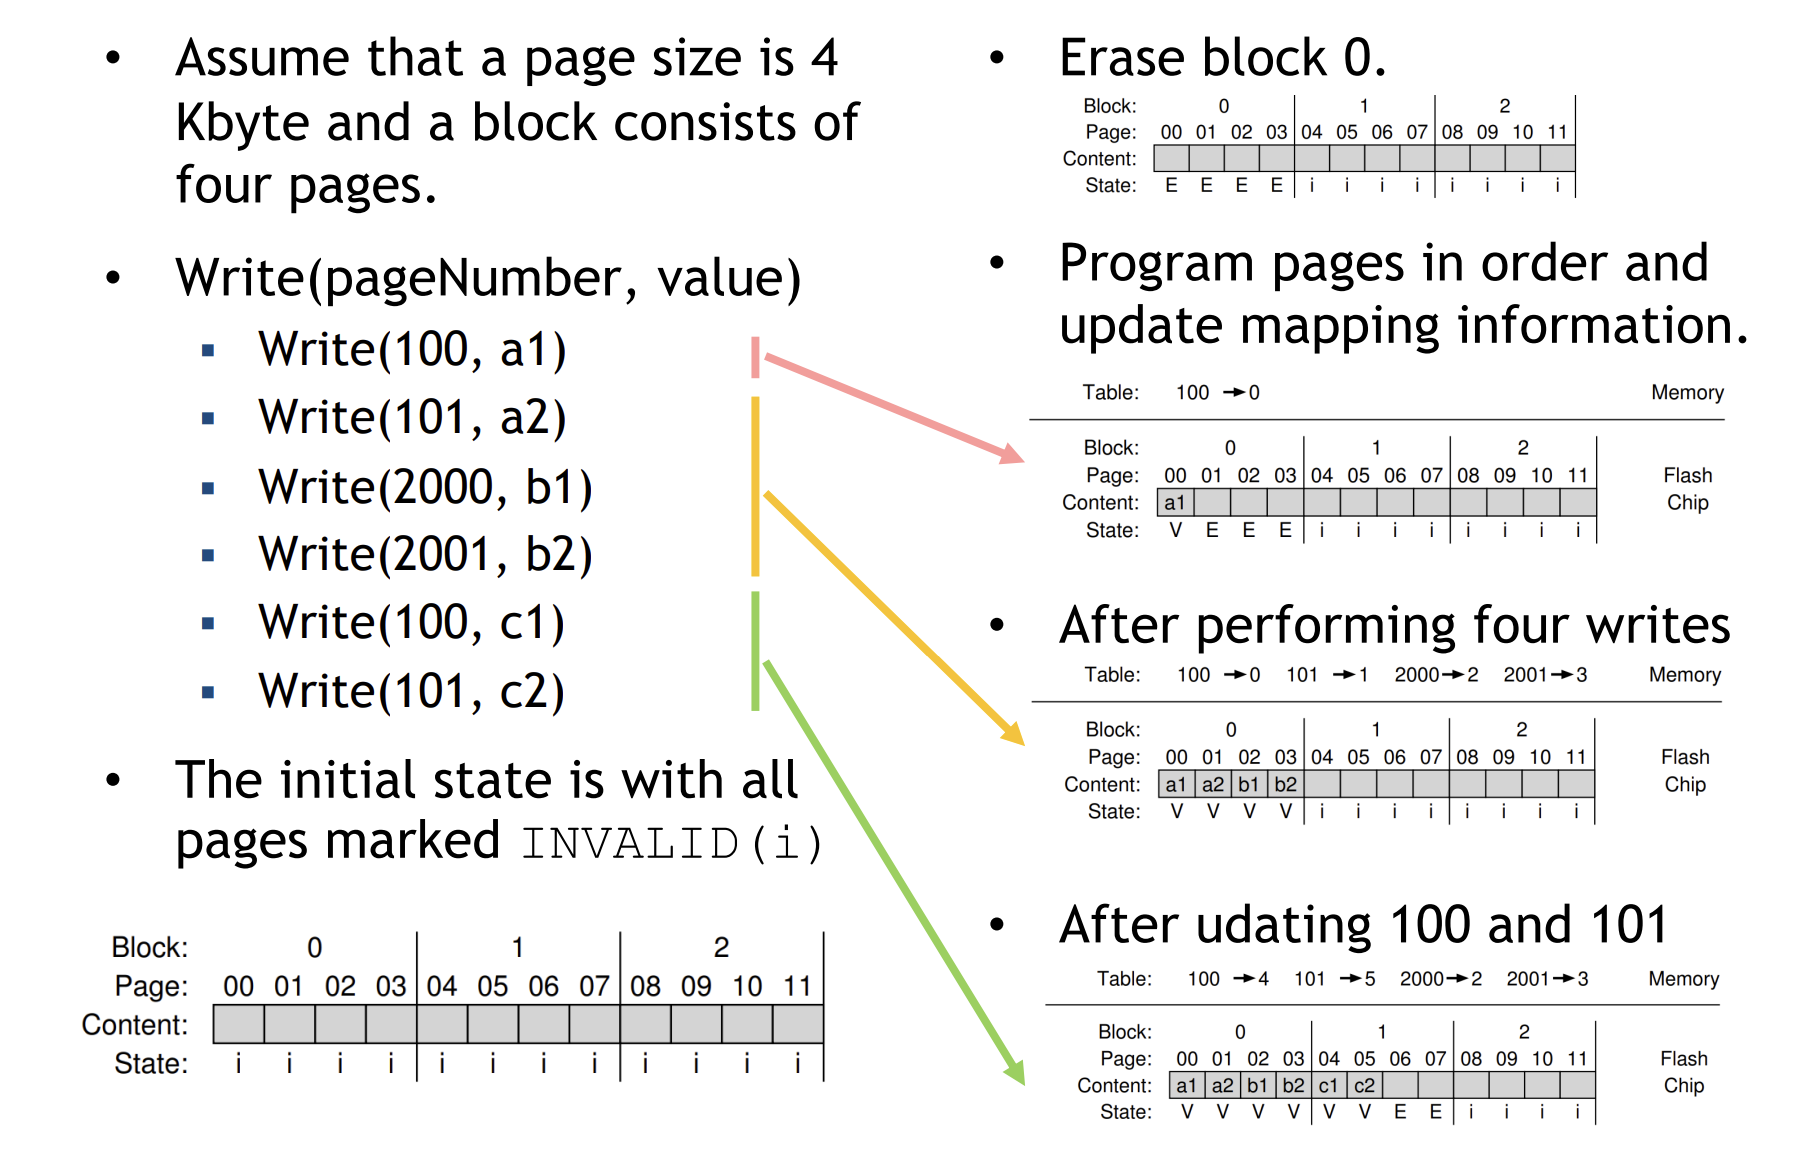 • Assume that a page size is 4
Kbyte and a block consists of
four pages.
• Write(pageNumber, value)
▪ Write(100, a1)
▪ Write(101, a2)
▪ Write(2000, b1)
▪ Write(2001, b2)
▪ Write(100, c1)
▪ Write(101, c2)
• The initial state is with all
pages marked INVALID(i)
Block: 0 1 2
Page: 00 01 02 03 04 05 06 07 08 09 10 11
Content:
State: i i i i i i i i i i i i
• Erase block 0.
Block: 0 1 2
Page: 00 01 02 03 04 05 06 07 08 09 10 11
Content:
State: E E E E i i i i i i i i
• Program pages in order and
update mapping information.
Table: 100 →0 Memory
Block: 0 1 2
Page: 00 01 02 03 04 05 06 07 08 09 10 11 Flash
Content: a1 Chip
State: V E E E i i i i i i i i
• After performing four writes
Table: 100 →0 101 →1 2000→2 2001→3 Memory
Block: 0 1 2
Page: 00 01 02 03 04 05 06 07 08 09 10 11 Flash
Content: a1 a2 b1 b2 Chip
State: V V V V i i i i i i i i
• After udating 100 and 101
Table: 100 →4 101 →5 2000→2 2001→3 Memory
Block: 0 1 2
Page: 00 01 02 03 04 05 06 07 08 09 10 11 Flash
Content: a1 a2 b1 b2 c1 c2 Chip
State: V V V V V V E E i i i i